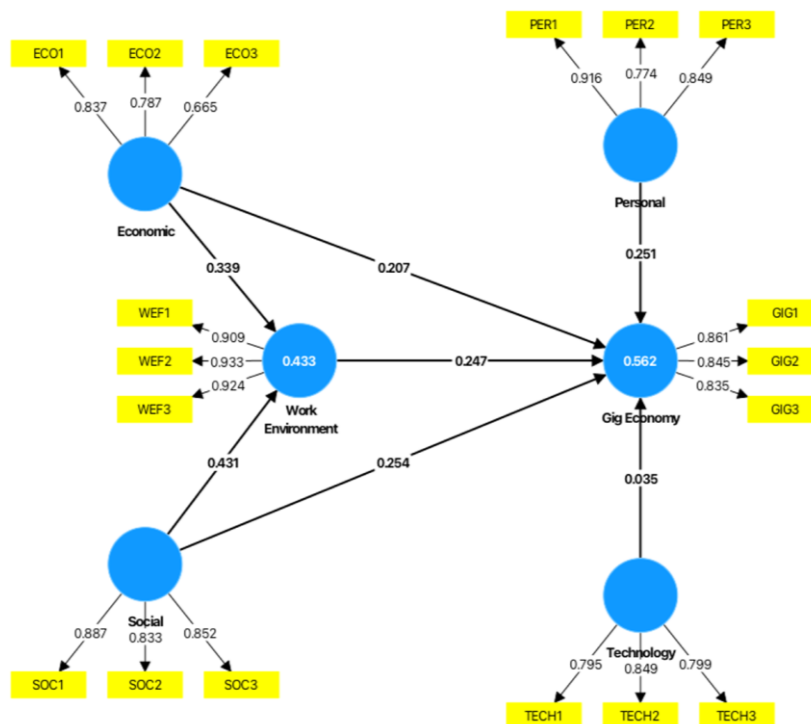 PER1 PER2 PER3
ECO1 ECO2 ECO3
0.916 0.774 0.849
0.837 0.787 0.665
Personal
Economic
0.251
0.339 0.207
WEF1 GIG1
0.909 0.861
WEF2 0.933 0.433 0.247 0.562 0.845 GIG2
0.924 0.835
WEF3 GIG3
Work
Environment
Gig Economy
0.431 0.254
0.035
Social
0.887 0.833 0.852
Technology
0.795 0.849 0.799
SOC1 SOC2 SOC3
TECH1 TECH2 TECH3